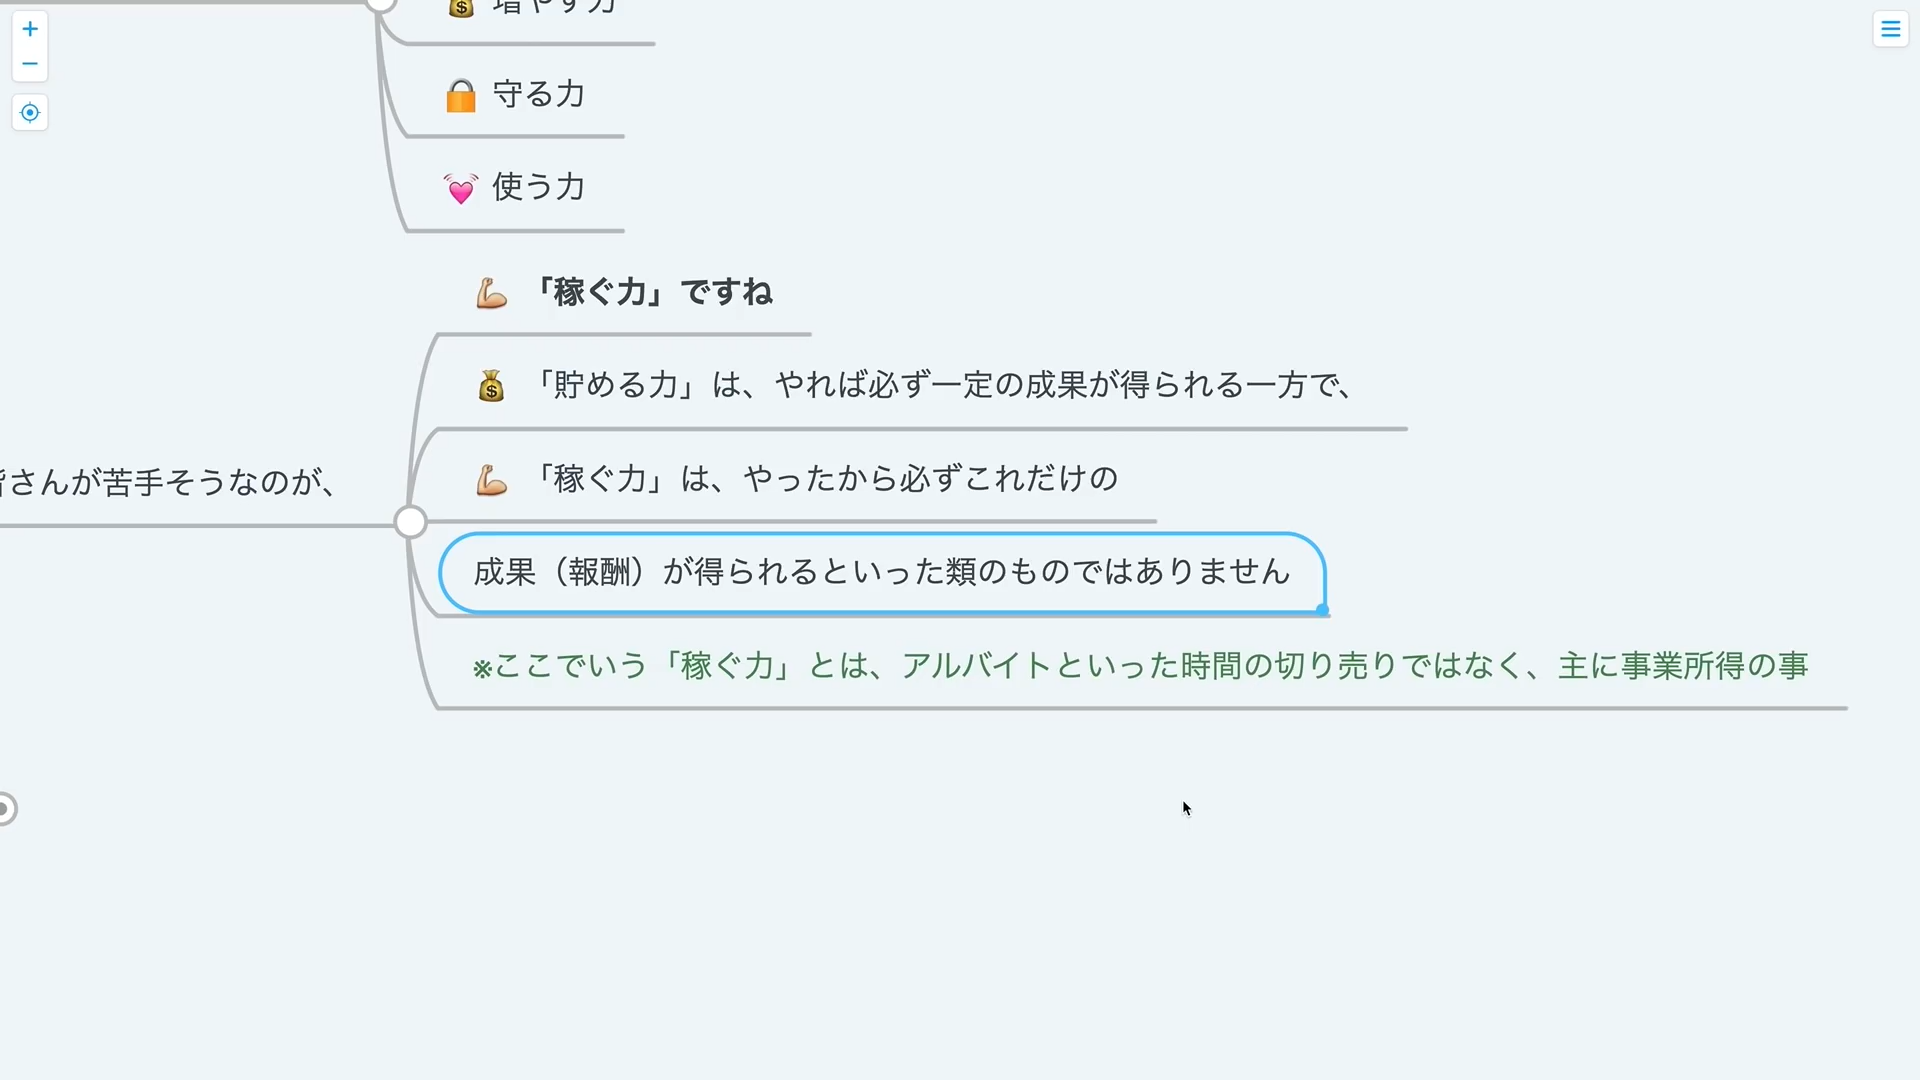 増やす力
守る力
使う力
「稼ぐ力」ですね
「貯める力」は、やれば必ず一定の成果が得られる一方で、
「稼ぐ力」は、やったから必ずこれだけの
皆さんが苦手そうなのが、
成果（報酬）が得られるといった類のものではありません
※ここでいう「稼ぐ力」とは、アルバイトといった時間の切り売りではなく、主に事業所得の事